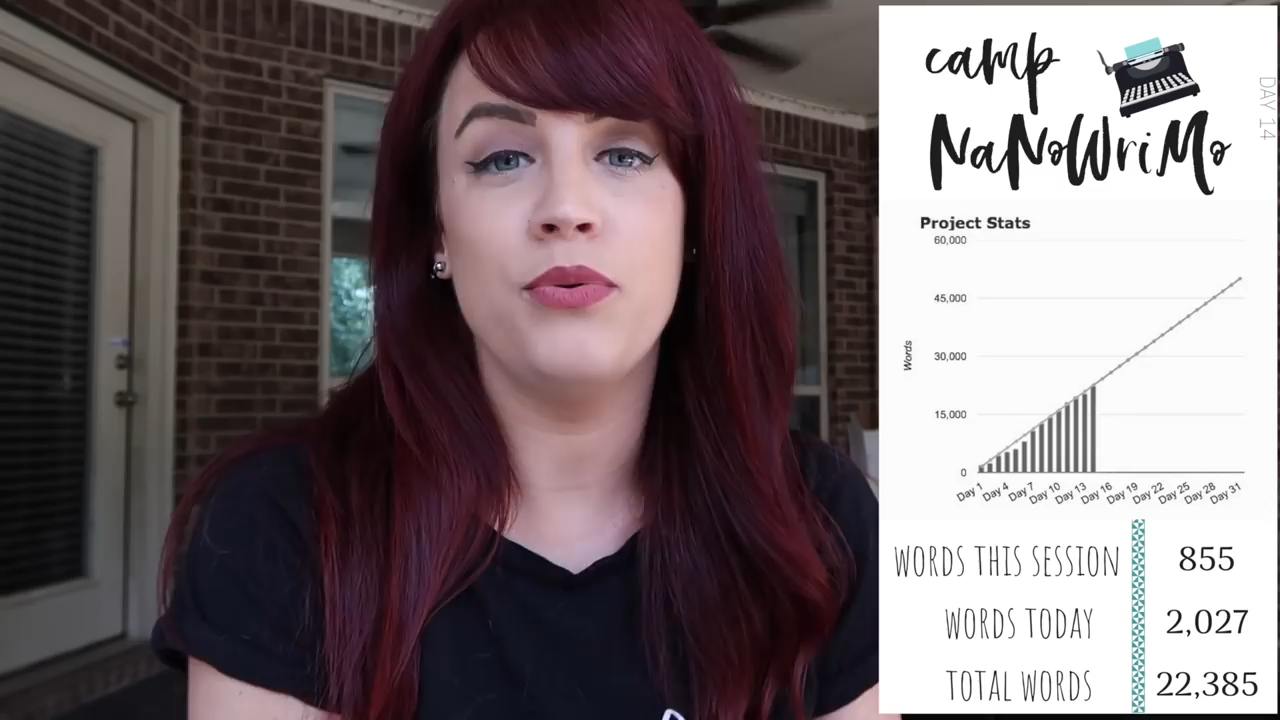 camp
NaNoWriMo
DAY 14
Project Stats
60,000
45,000
30,000
15,000
0
Words
Day 1 Day 4 Day 7 Day 10 Day 13 Day 16 Day 19 Day 22 Day 25 Day 28 Day 31
WORDS THIS SESSION 855
WORDS TODAY 2,027
TOTAL WORDS 22,385